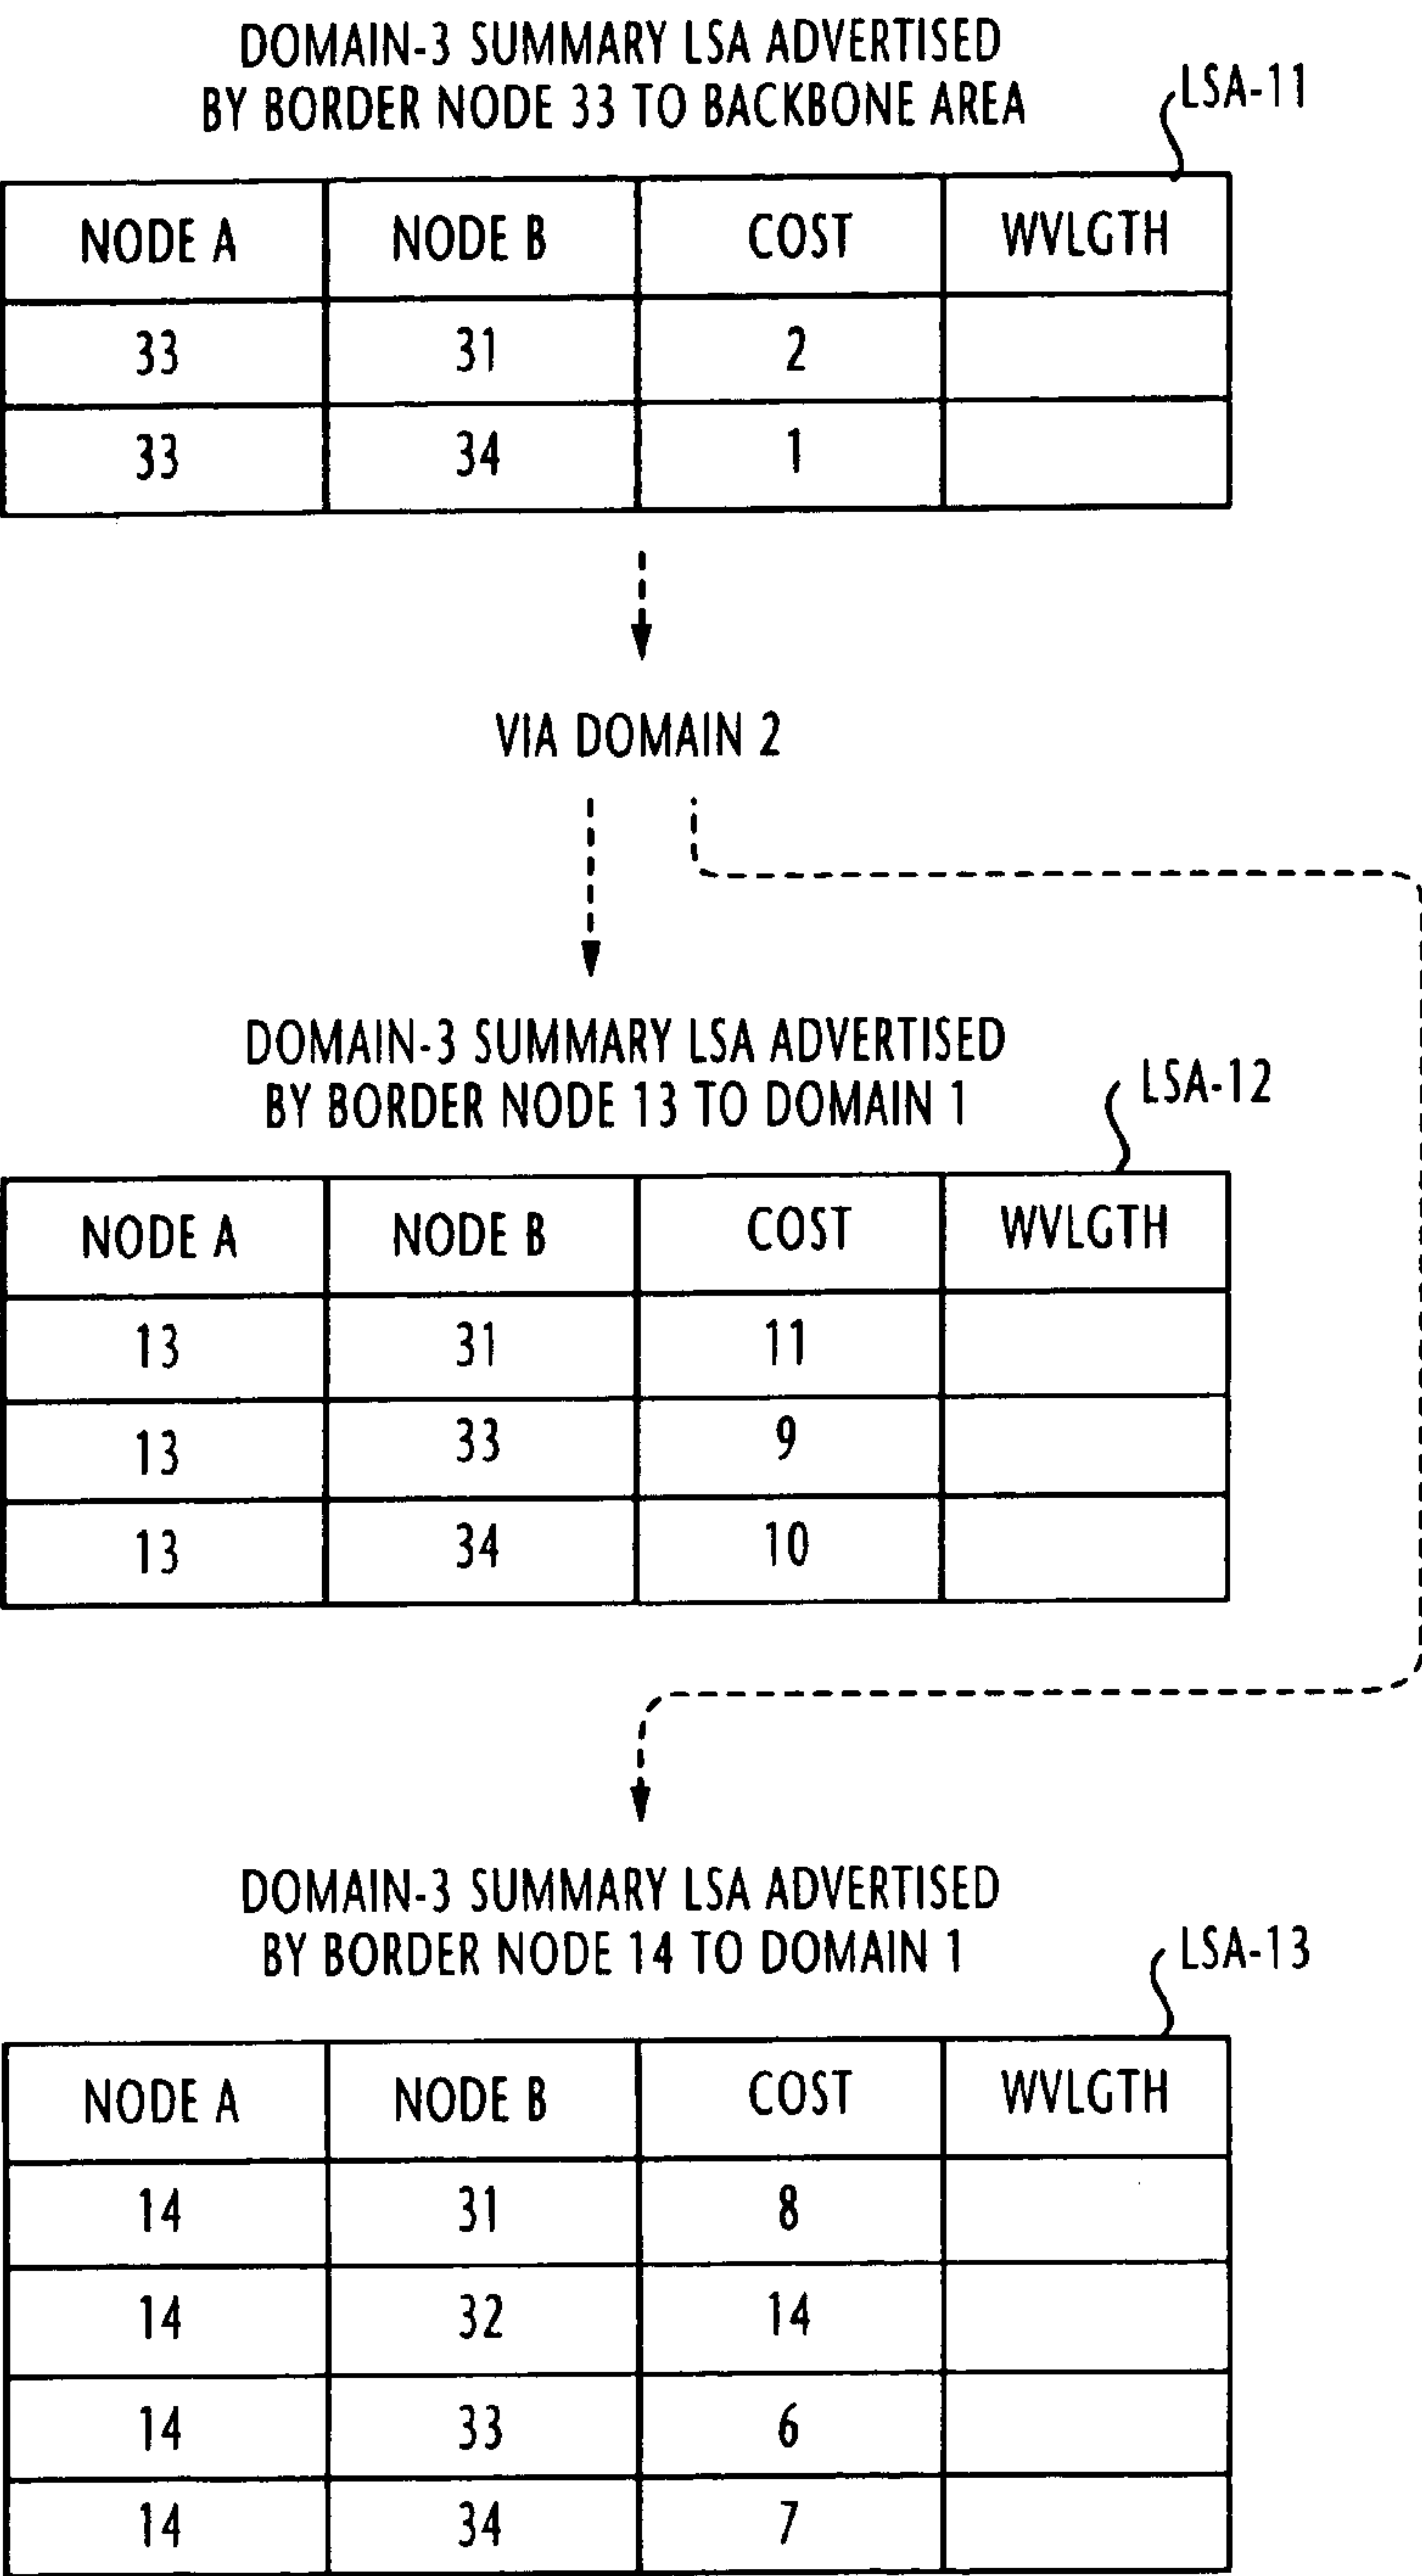 DOMAIN-3 SUMMARY LSA ADVERTISED
BY BORDER NODE 33 TO BACKBONE AREA
LSA-11
NODE A NODE B COST WVLGTH
33 31 2
33 34 1
VIA DOMAIN 2
DOMAIN-3 SUMMARY LSA ADVERTISED
BY BORDER NODE 13 TO DOMAIN 1
LSA-12
NODE A NODE B COST WVLGTH
13 31 11
13 33 9
13 34 10
DOMAIN-3 SUMMARY LSA ADVERTISED
BY BORDER NODE 14 TO DOMAIN 1
LSA-13
NODE A NODE B COST WVLGTH
14 31 8
14 32 14
14 33 6
14 34 7